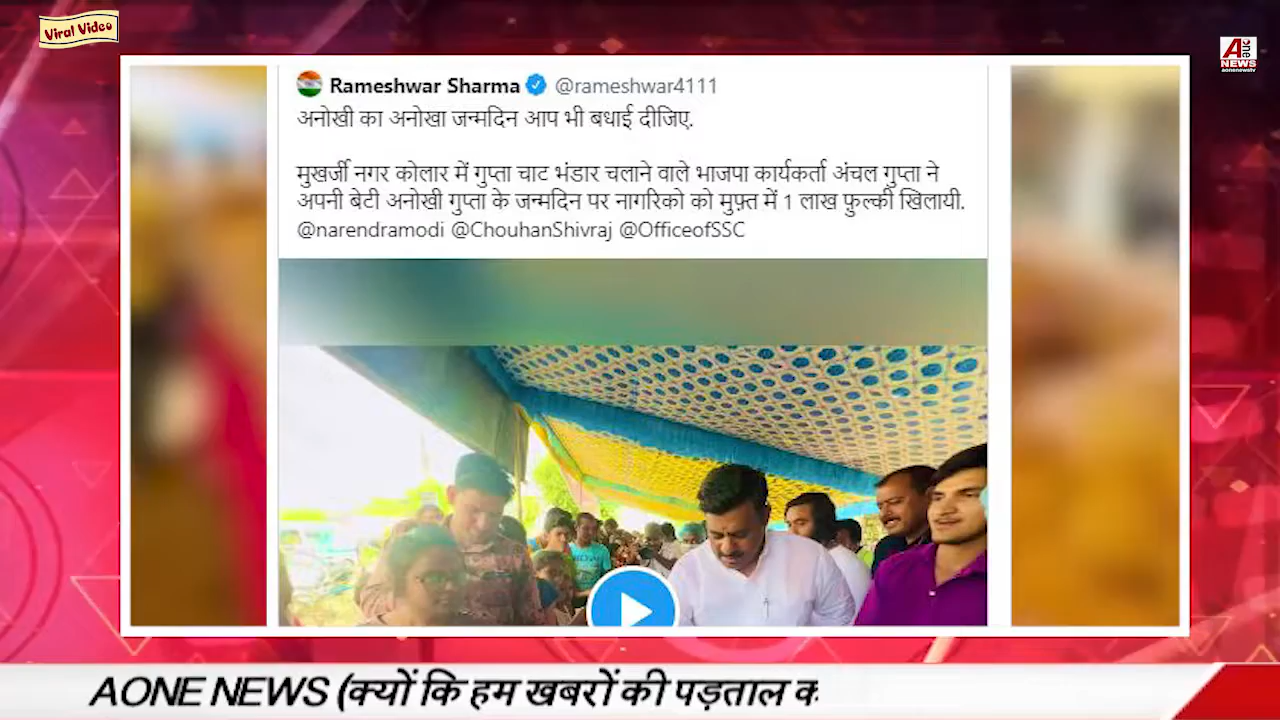 Viral Video
A one
NEWS
aonenewstv
Rameshwar Sharma @rameshwar4111
अनोखी का अनोखा जन्मदिन आप भी बधाई दीजिए.
मुखर्जी नगर कोलार में गुप्ता चाट भंडार चलाने वाले भाजपा कार्यकर्ता अंचल गुप्ता ने
अपनी बेटी अनोखी गुप्ता के जन्मदिन पर नागरिको को मुफ़्त में 1 लाख फ़ुल्की खिलायी.
@narendramodi @ChouhanShivraj @OfficeofSSC
AONE NEWS (क्यों कि हम खबरों की पड़ताल क